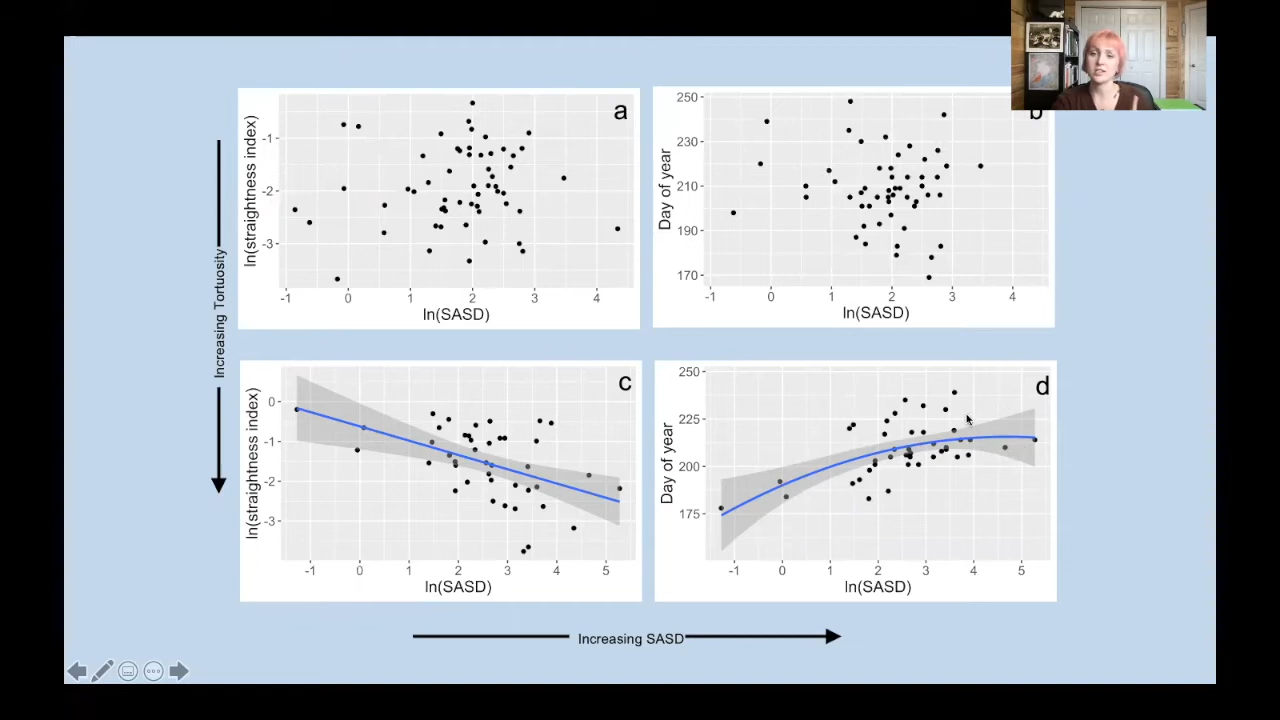 a
ln(straightness index)
-1
-2
-3
-1 0 1 2 3 4
ln(SASD)
b
Day of year
250
230
210
190
170
-1 0 1 2 3 4
ln(SASD)
Increasing Tortuosity
c
ln(straightness index)
0
-1
-2
-3
-1 0 1 2 3 4 5
ln(SASD)
d
Day of year
250
225
200
175
-1 0 1 2 3 4 5
ln(SASD)
Increasing SASD